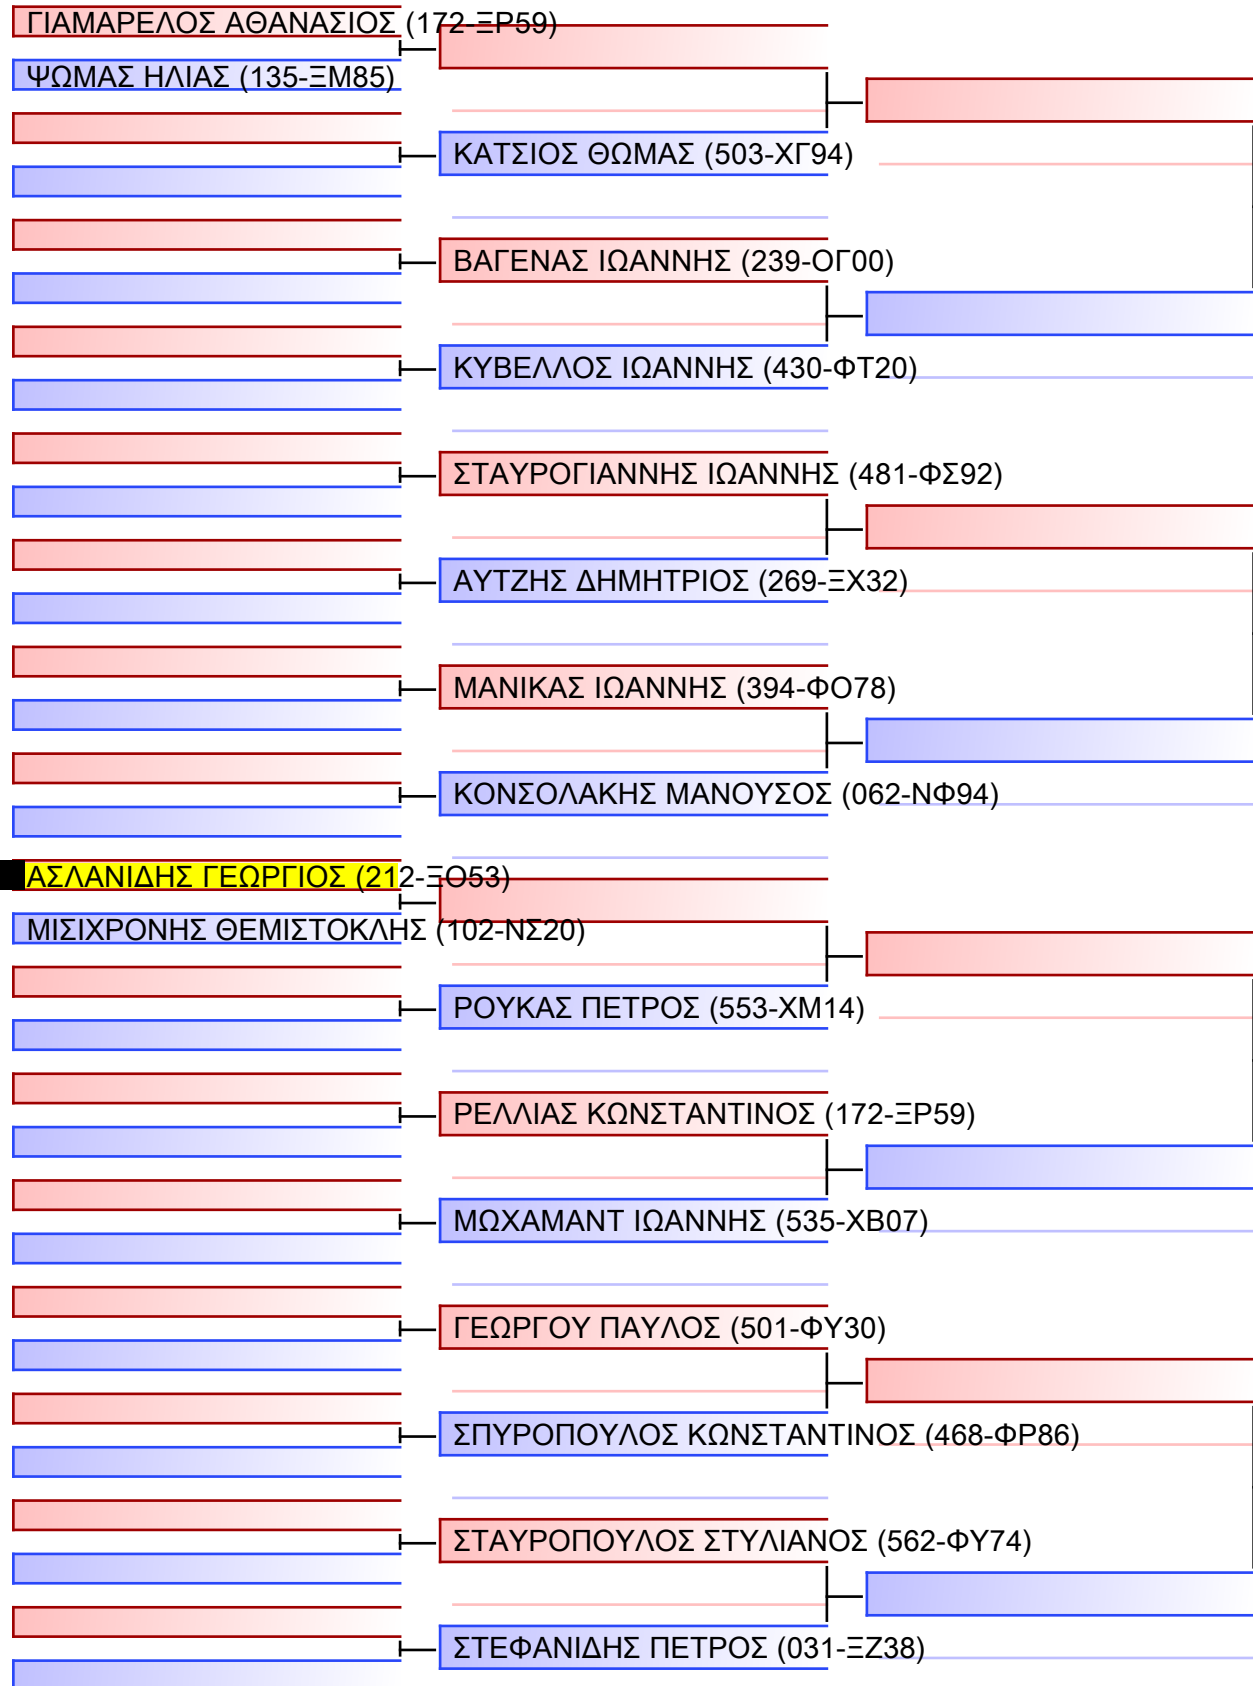 ΓΙΑΜΑΡΕΛΟΣ ΑΘΑΝΑΣΙΟΣ (172-ΞΡ59)
ΨΩΜΑΣ ΗΛΙΑΣ (135-ΞΜ85)
ΚΑΤΣΙΟΣ ΘΩΜΑΣ (503-ΧΓ94)
ΒΑΓΕΝΑΣ ΙΩΑΝΝΗΣ (239-ΟΓ00)
ΚΥΒΕΛΛΟΣ ΙΩΑΝΝΗΣ (430-ΦΤ20)
ΣΤΑΥΡΟΓΙΑΝΝΗΣ ΙΩΑΝΝΗΣ (481-ΦΣ92)
ΑΥΤΖΗΣ ΔΗΜΗΤΡΙΟΣ (269-ΞΧ32)
ΜΑΝΙΚΑΣ ΙΩΑΝΝΗΣ (394-ΦΟ78)
ΚΟΝΣΟΛΑΚΗΣ ΜΑΝΟΥΣΟΣ (062-ΝΦ94)
ΑΣΛΑΝΙΔΗΣ ΓΕΩΡΓΙΟΣ (212-ΞΟ53)
ΜΙΣΙΧΡΟΝΗΣ ΘΕΜΙΣΤΟΚΛΗΣ (102-ΝΣ20)
ΡΟΥΚΑΣ ΠΕΤΡΟΣ (553-ΧΜ14)
ΡΕΛΛΙΑΣ ΚΩΝΣΤΑΝΤΙΝΟΣ (172-ΞΡ59)
ΜΩΧΑΜΑΝΤ ΙΩΑΝΝΗΣ (535-ΧΒ07)
ΓΕΩΡΓΟΥ ΠΑΥΛΟΣ (501-ΦΥ30)
ΣΠΥΡΟΠΟΥΛΟΣ ΚΩΝΣΤΑΝΤΙΝΟΣ (468-ΦΡ86)
ΣΤΑΥΡΟΠΟΥΛΟΣ ΣΤΥΛΙΑΝΟΣ (562-ΦΥ74)
ΣΤΕΦΑΝΙΔΗΣ ΠΕΤΡΟΣ (031-ΞΖ38)